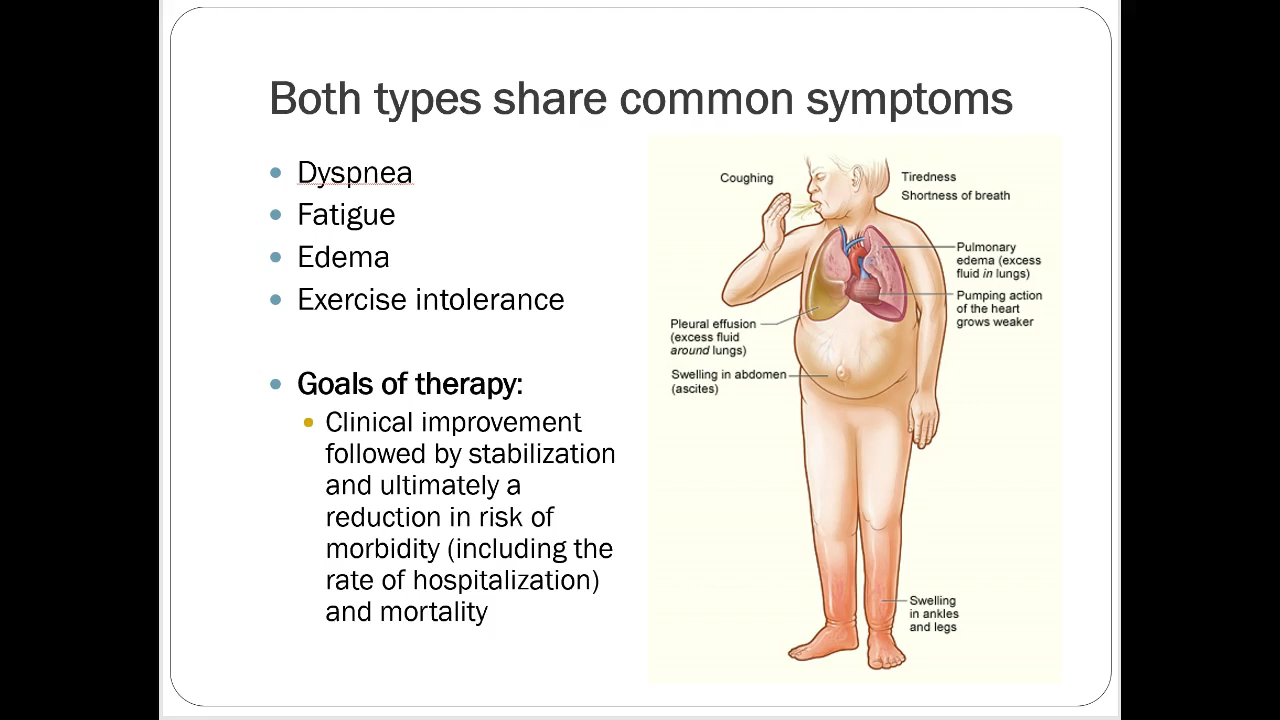 Both types share common symptoms
Dyspnea
Fatigue
Edema
Exercise intolerance
Goals of therapy:
Clinical improvement
followed by stabilization
and ultimately a
reduction in risk of
morbidity (including the
rate of hospitalization)
and mortality
Coughing
Tiredness
Shortness of breath
Pulmonary
edema (excess
fluid in lungs)
Pumping action
of the heart
grows weaker
Pleural effusion
(excess fluid
around lungs)
Swelling in abdomen
(ascites)
Swelling
in ankles
and legs